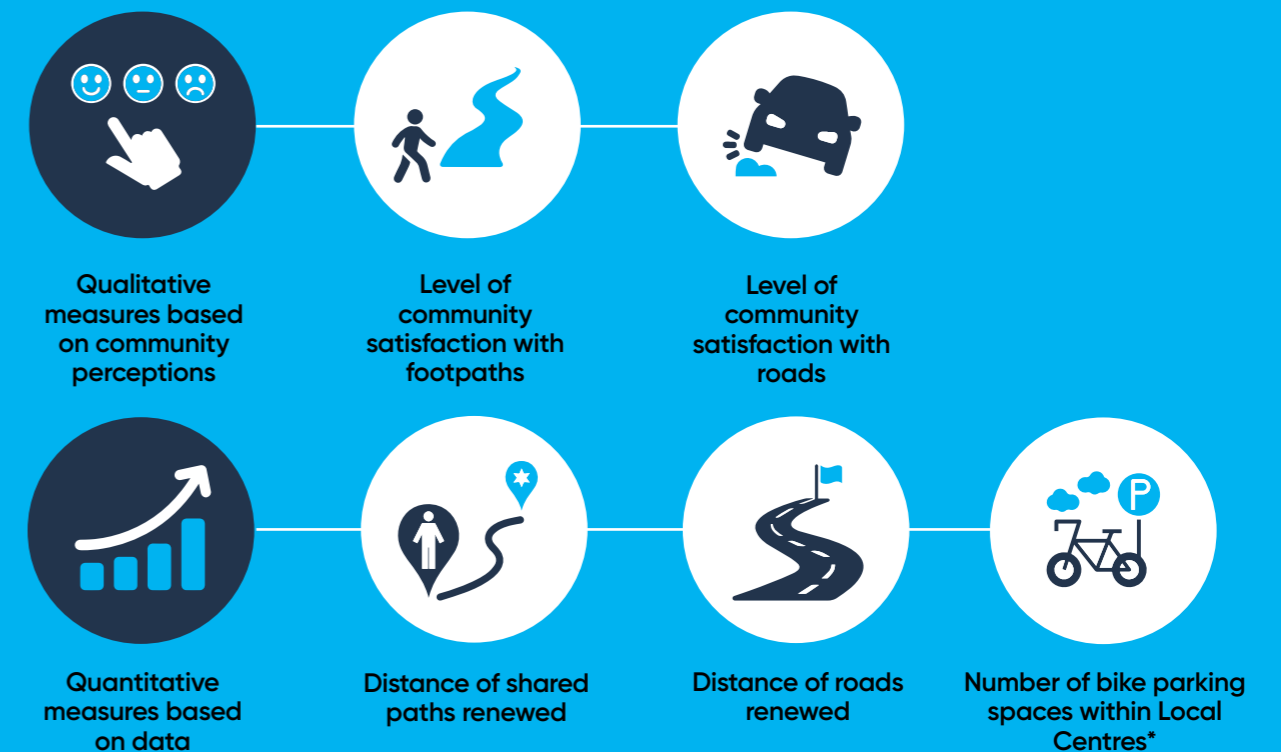 Qualitative
measures based
on community
perceptions
Level of
community
satisfaction with
footpaths
Level of
community
satisfaction with
roads
P
Quantitative
measures based
on data
Distance of shared
paths renewed
Distance of roads
renewed
Number of bike parking
spaces within Local
Centres*